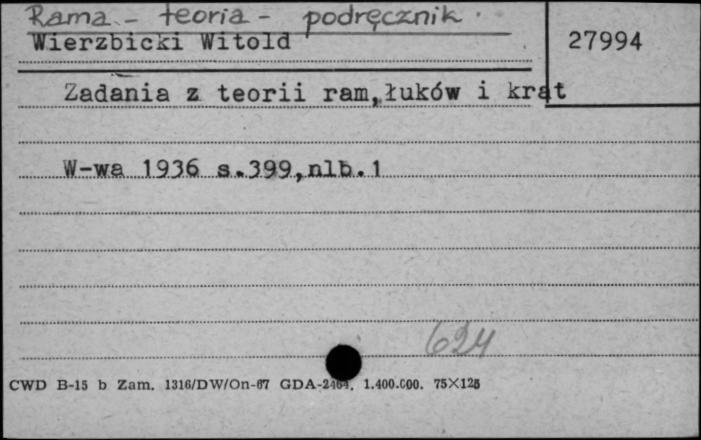 Rama - teoria - podręcznik.
Wierzbicki Witold
27994
Zadania z teorii ram,łuków i krat
W-wa 1936 s.399,nlb.1
624
CWD B-15 b Zam. 1316/DW/On-67 GDA-2464. 1.400.000. 75×125